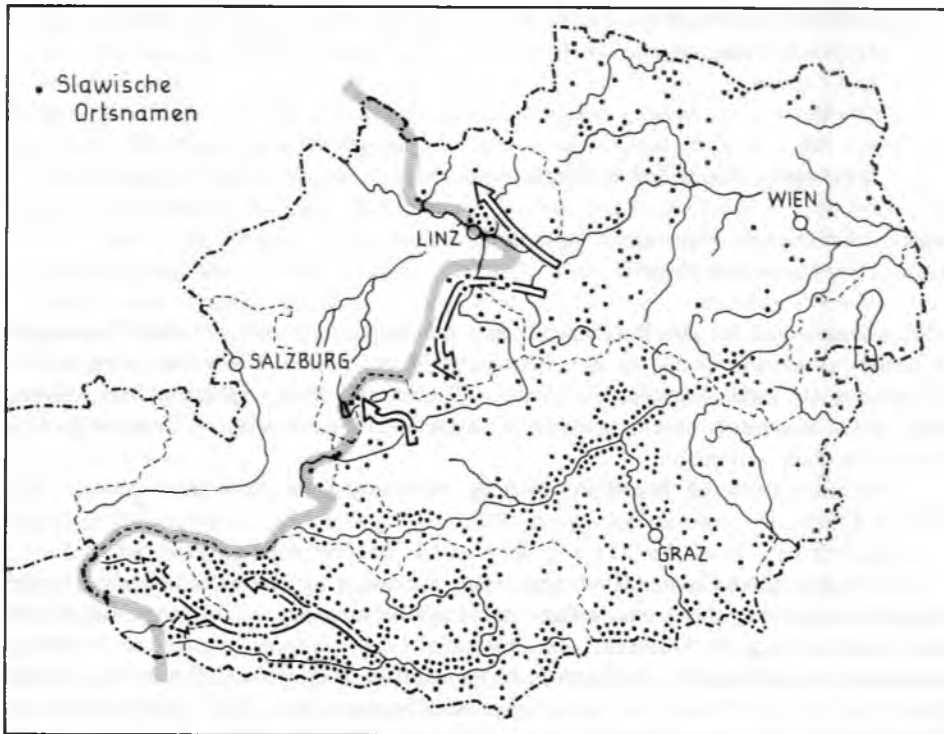 • Slawische
Ortsnamen
WIEN
LINZ
SALZBURG
GRAZ